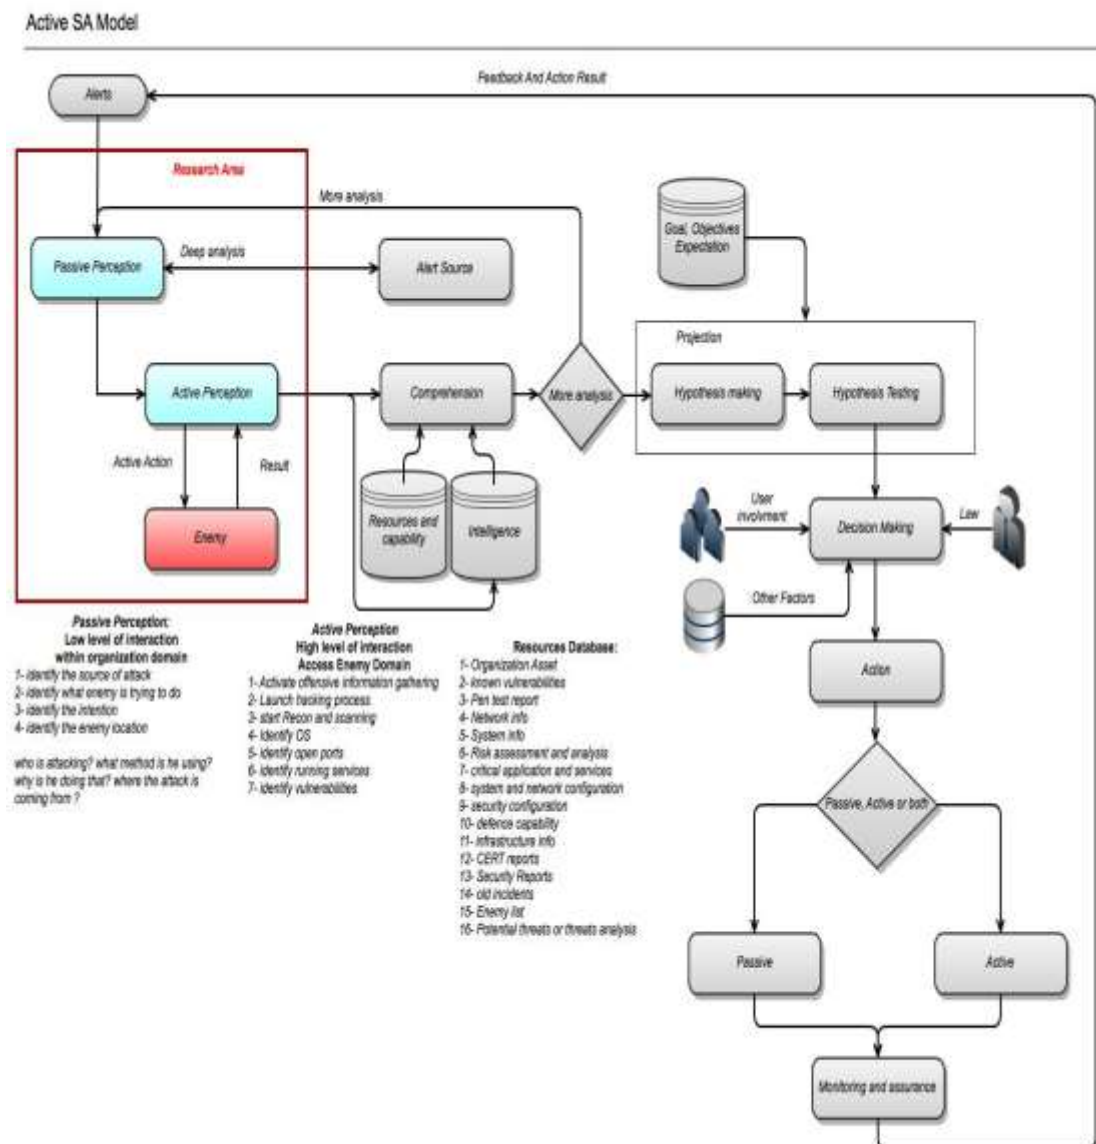 Active SA Model
Feedback And Action Result
Alerts
Research Area
More analysis
Goal, Objectives
Expectation
Passive Perception
Deep analysis
Alert Source
Projection
Active Perception
Comprehension
More analysis
Hypothesis making
Hypothesis Testing
Active Action
Result
Enemy
Resources and
capability
Intelligence
User
involvment
Decision Making
Law
Other Factors
Action
Passive Perception:
Low level of interaction
within organization domain
1- Identify the source of attack
2- identify what enemy is trying to do
3- identify the intention
4- identify the enemy location
who is attacking? what method is he using?
why is he doing that? where the attack is
coming from ?
Active Perception
High level of interaction
Access Enemy Domain
1- Activate offensive information gathering
2- Launch hacking process
3- start Recon and scanning
4- Identify OS
5- Identify open ports
6- Identify running services
7- Identify vulnerabilities
Resources Database:
1- Organization Asset
2- known vulnerabilities
3- Pen test report
4- Network info
5- System info
6- Risk assessment and analysis
7- critical application and services
8- system and network configuration
9- security configuration
10- defence capability
11- infrastructure info
12- CERT reports
13- Security Reports
14- old incidents
15- Enemy list
16- Potential threats or threats analysis
Passive, Active or both
Passive
Active
Monitoring and assurance